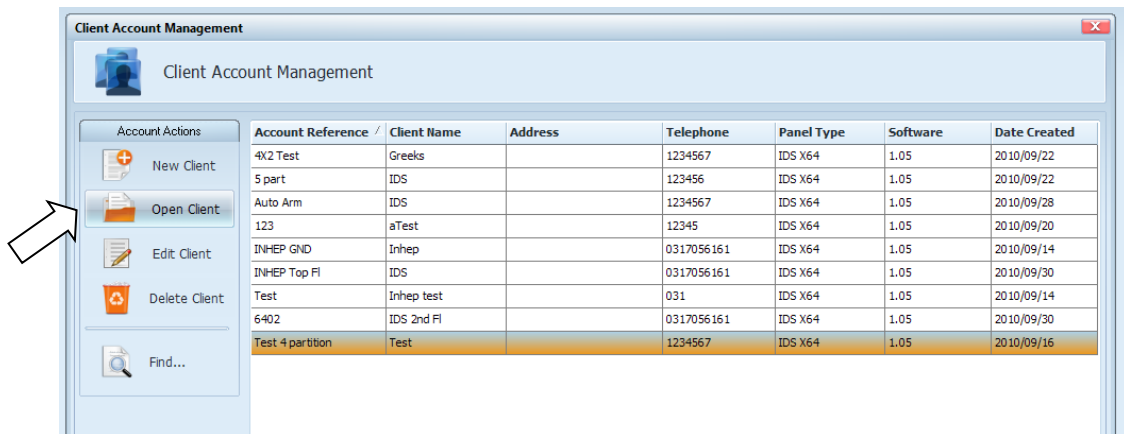 Client Account Management
Client Account Management
Account Actions
New Client
Open Client
Edit Client
Delete Client
Find...
Account Reference Client Name Address Telephone Panel Type Software Date Created
4X2 Test Greeks 1234567 IDS X64 1.05 2010/09/22
5 part IDS 123456 IDS X64 1.05 2010/09/22
Auto Arm IDS 1234567 IDS X64 1.05 2010/09/28
123 aTest 12345 IDS X64 1.05 2010/09/20
INHEP GND Inhep 0317056161 IDS X64 1.05 2010/09/14
INHEP Top Fl IDS 0317056161 IDS X64 1.05 2010/09/30
Test Inhep test 031 IDS X64 1.05 2010/09/14
6402 IDS 2nd Fl 0317056161 IDS X64 1.05 2010/09/30
Test 4 partition Test 1234567 IDS X64 1.05 2010/09/16